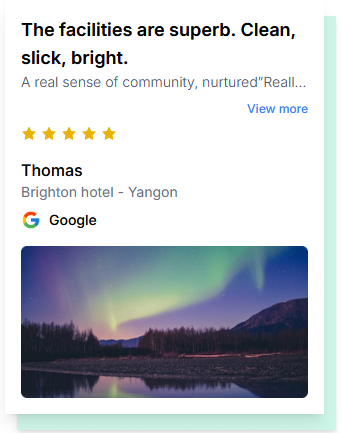 The facilities are superb. Clean,
slick, bright.
A real sense of community, nurtured”Reall...
View more
Thomas
Brighton hotel - Yangon
Google